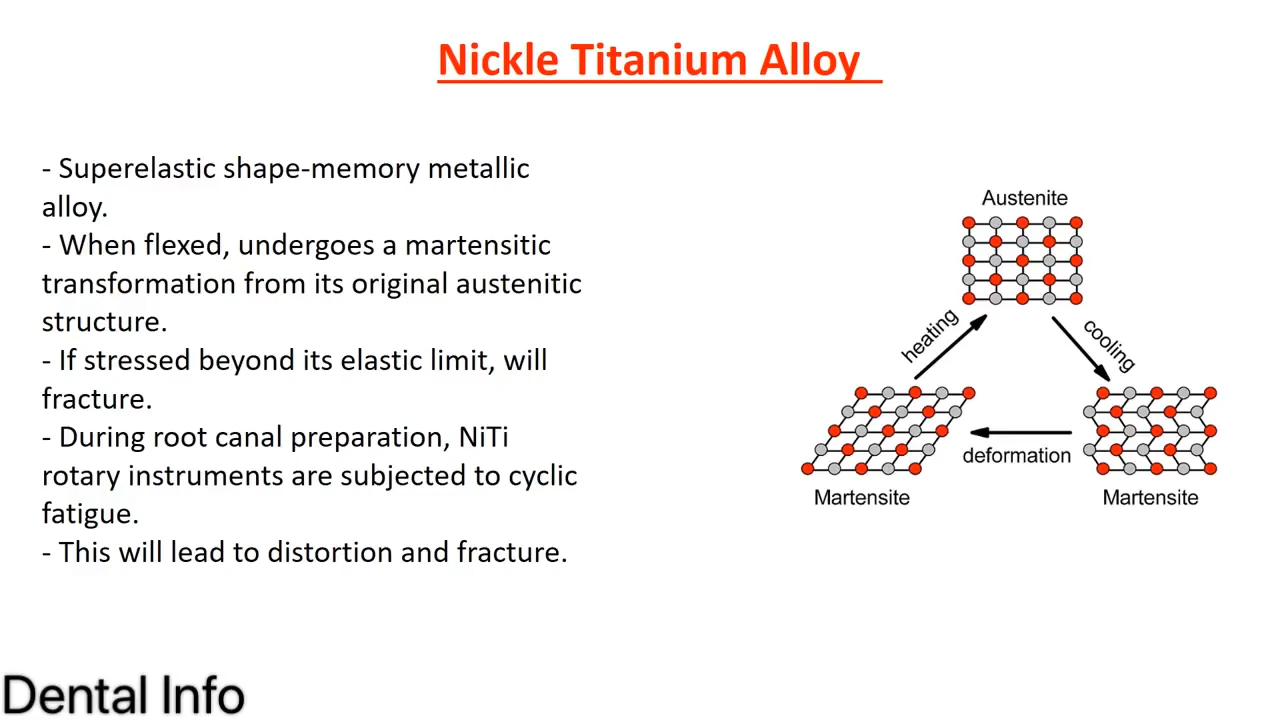 Nickle Titanium Alloy
- Superelastic shape-memory metallic
alloy.
- When flexed, undergoes a martensitic
transformation from its original austenitic
structure.
- If stressed beyond its elastic limit, will
fracture.
- During root canal preparation, NiTi
rotary instruments are subjected to cyclic
fatigue.
- This will lead to distortion and fracture.
Austenite
heating
cooling
deformation
Martensite
Martensite
Dental Info